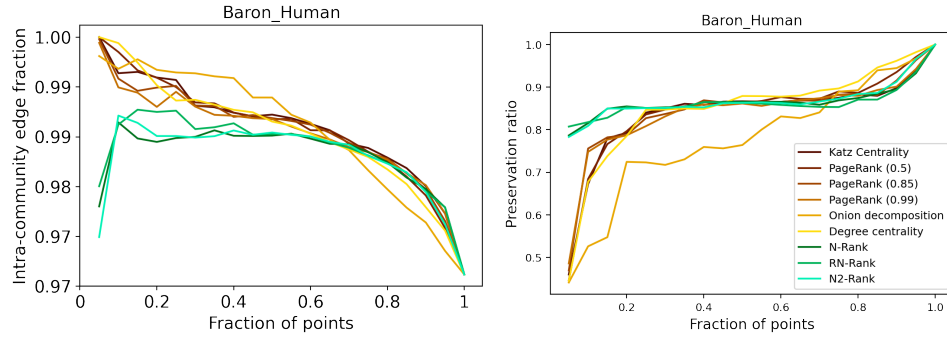 Baron_Human
Intra-community edge fraction
1.00
0.99
0.99
0.98
0.97
0.97
0
0.2
0.4
0.6
0.8
1
Fraction of points
Baron_Human
Preservation ratio
1.0
0.9
0.8
0.7
0.6
0.5
0.2
0.4
0.6
0.8
1.0
Fraction of points
Katz Centrality
PageRank (0.5)
PageRank (0.85)
PageRank (0.99)
Onion decomposition
Degree centrality
N-Rank
RN-Rank
N2-Rank